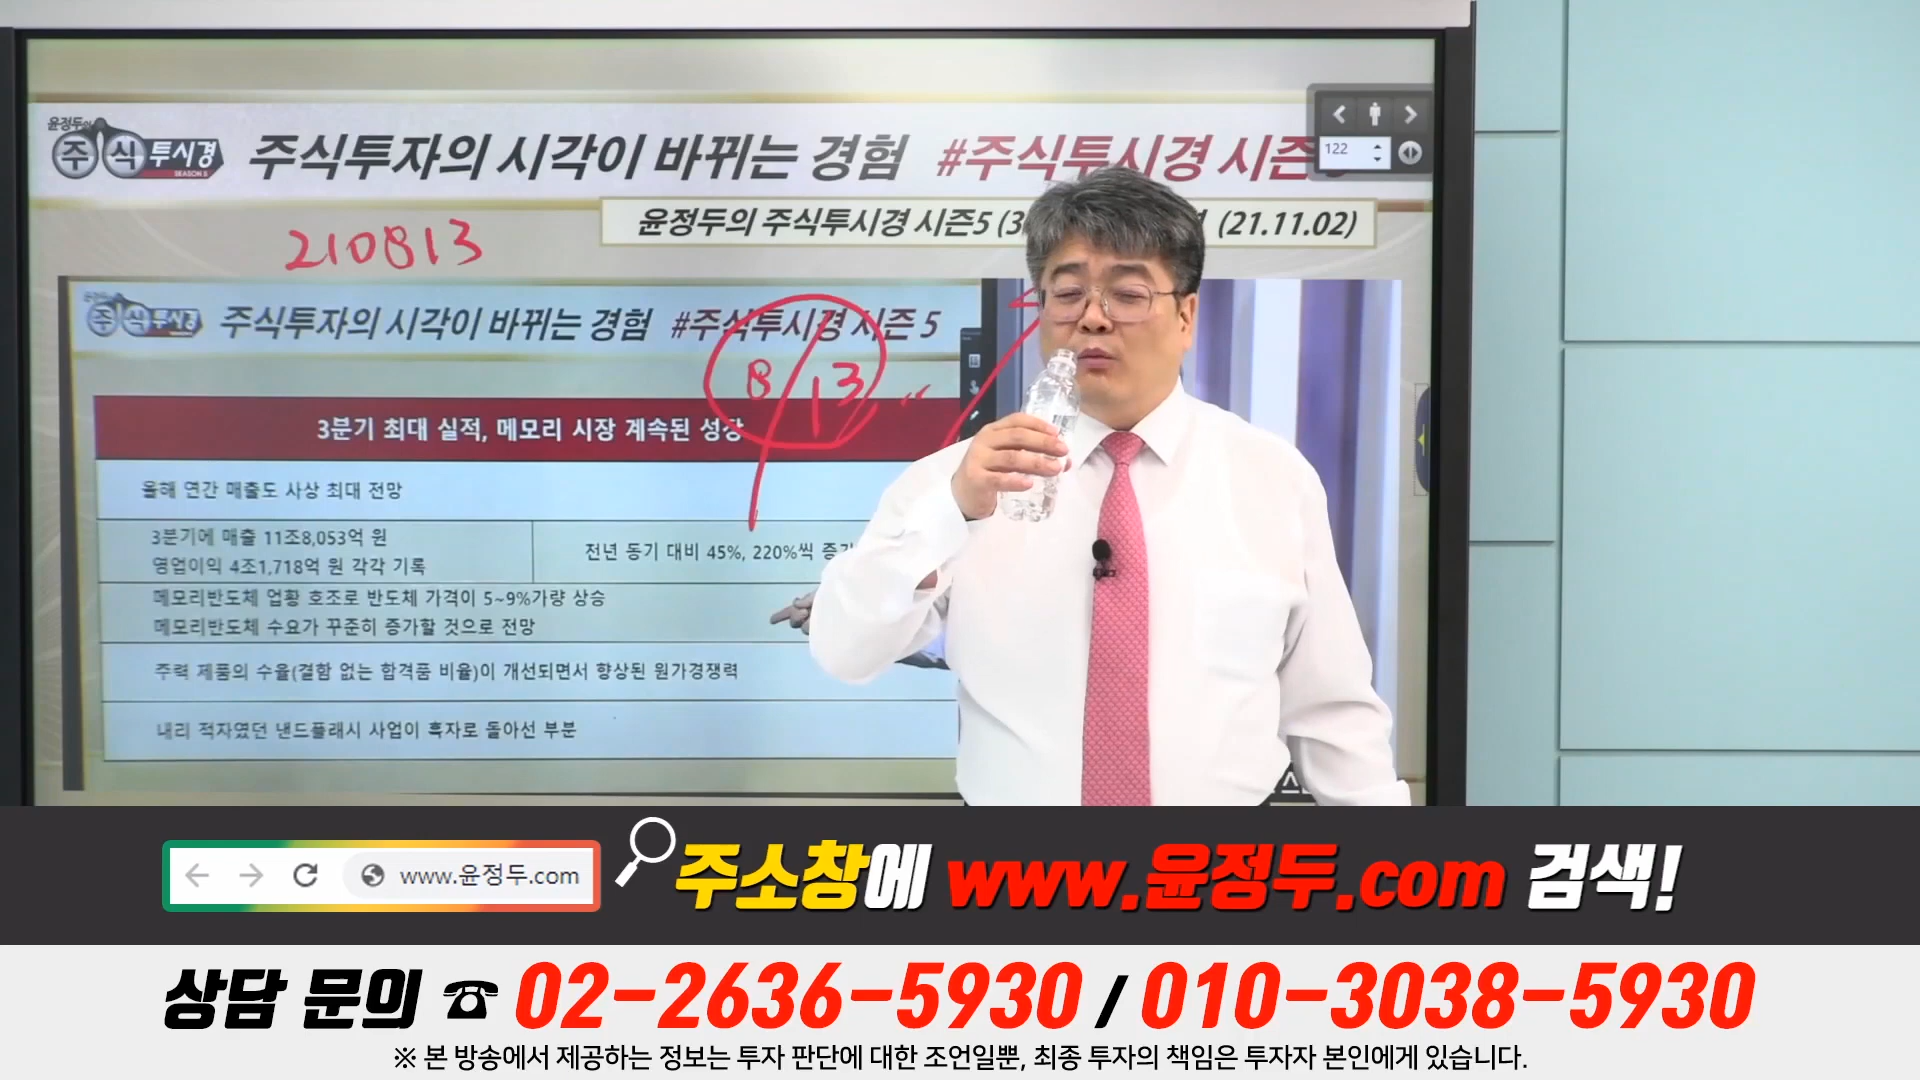 윤정두의
주식투시경
SEASON 5
주식투자의 시각이 바뀌는 경험 #주식투시경 시즌
122
윤정두의 주식투시경 시즌5 (3 (21.11.02)
210813
주식투시경
주식투자의 시각이 바뀌는 경험 #주식투시경 시즌 5
8/13
3분기 최대 실적, 메모리 시장 계속된 성장
올해 연간 매출도 사상 최대 전망
3분기에 매출 11조8,053억 원
영업이익 4조1,718억 원 각각 기록
전년 동기 대비 45%, 220%씩
메모리반도체 업황 호조로 반도체 가격이 5~9%가량 상승
메모리반도체 수요가 꾸준히 증가할 것으로 전망
주력 제품의 수율(결함 없는 합격품 비율)이 개선되면서 향상된 원가경쟁력
내리 적자였던 낸드플래시 사업이 흑자로 돌아선 부분
www.윤정두.com
주소창에 www.윤정두.com 검색!
상담 문의 ☎ 02-2636-5930 / 010-3038-5930
※ 본 방송에서 제공하는 정보는 투자 판단에 대한 조언일뿐, 최종 투자의 책임은 투자자 본인에게 있습니다.